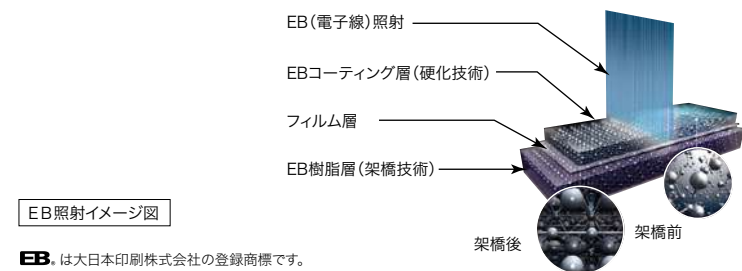 EB（電子線）照射
EBコーティング層（硬化技術）
フィルム層
EB樹脂層（架橋技術）
EB照射イメージ図
架橋後
架橋前
EB。は大日本印刷株式会社の登録商標です。